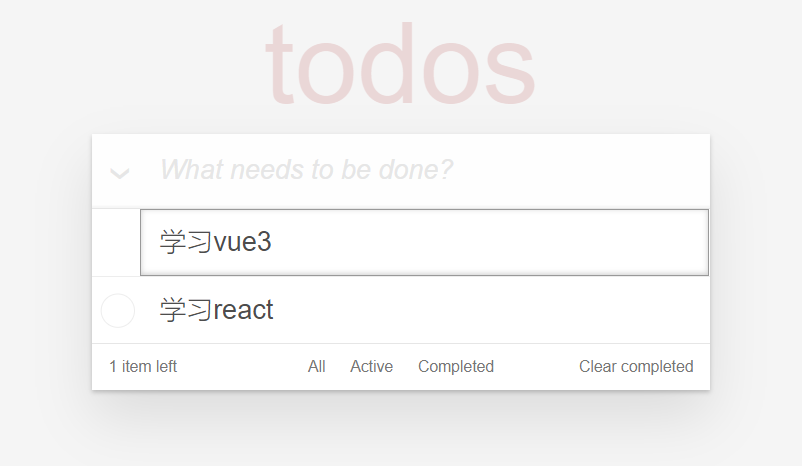 todos
What needs to be done?
学习vue3
学习react
1 item left All Active Completed Clear completed